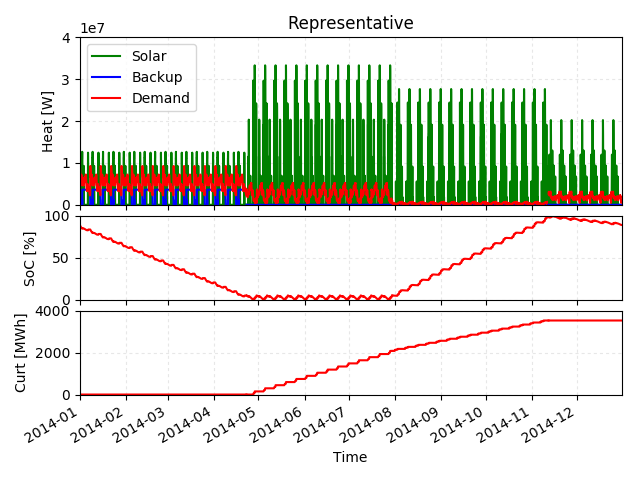 Representative
1e7
4
3
2
1
0
Heat [W]
Solar
Backup
Demand
100
50
0
SoC [%]
4000
2000
0
Curt [MWh]
2014-01
2014-02
2014-03
2014-04
2014-05
2014-06
2014-07
2014-08
2014-09
2014-10
2014-11
2014-12
Time